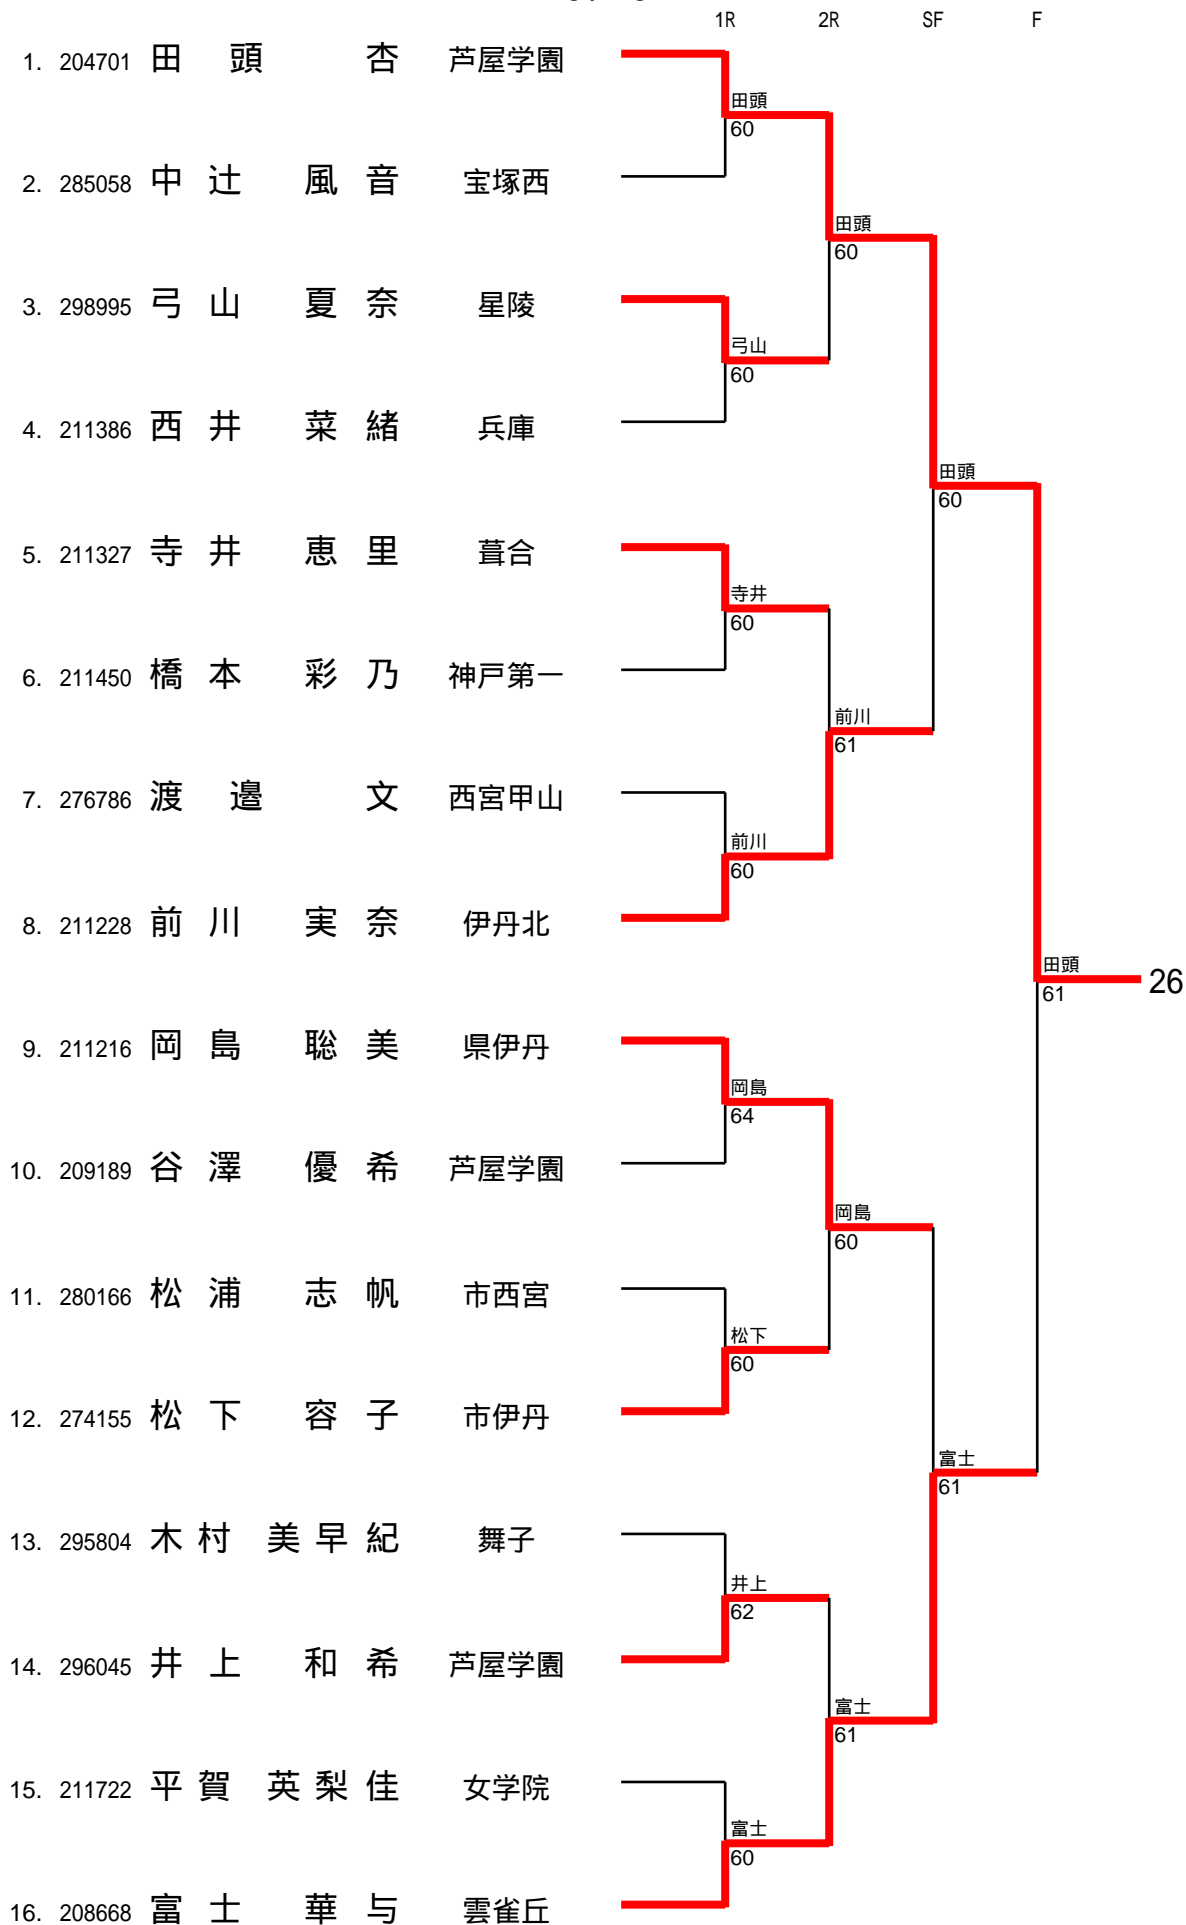 1R 2R SF F
1. 204701 田頭 杏 芦屋学園
田頭
60
2. 285058 中辻 風音 宝塚西
田頭
60
3. 298995 弓山 夏奈 星陵
弓山
60
4. 211386 西井 菜緒 兵庫
田頭
60
5. 211327 寺井 恵里 葺合
寺井
60
6. 211450 橋本 彩乃 神戸第一
前川
61
7. 276786 渡邉 文 西宮甲山
前川
60
8. 211228 前川 実奈 伊丹北
田頭
61
26
9. 211216 岡島 聡美 県伊丹
岡島
64
10. 209189 谷澤 優希 芦屋学園
岡島
60
11. 280166 松浦 志帆 市西宮
松下
60
12. 274155 松下 容子 市伊丹
富士
61
13. 295804 木村 美早紀 舞子
井上
62
14. 296045 井上 和希 芦屋学園
富士
61
15. 211722 平賀 英梨佳 女学院
富士
60
16. 208668 富士 華与 雲雀丘